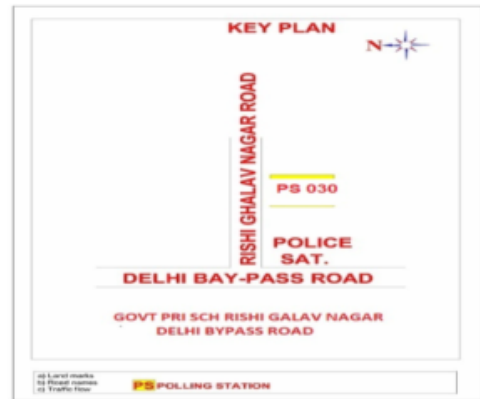 KEY PLAN
N
RISHI GHALAV NAGAR ROAD
PS 030
POLICE
SAT.
DELHI BAY-PASS ROAD
GOVT PRI SCH RISHI GALAV NAGAR
DELHI BYPASS ROAD
a) Land marks
b) Road names
c) Traffic flow
PS POLLING STATION